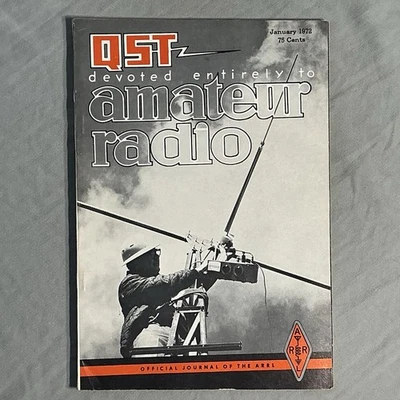 QST
January 1972
75 Cents
devoted entirely to
amateur
radio
A
R R
L
OFFICIAL JOURNAL OF THE ARRL